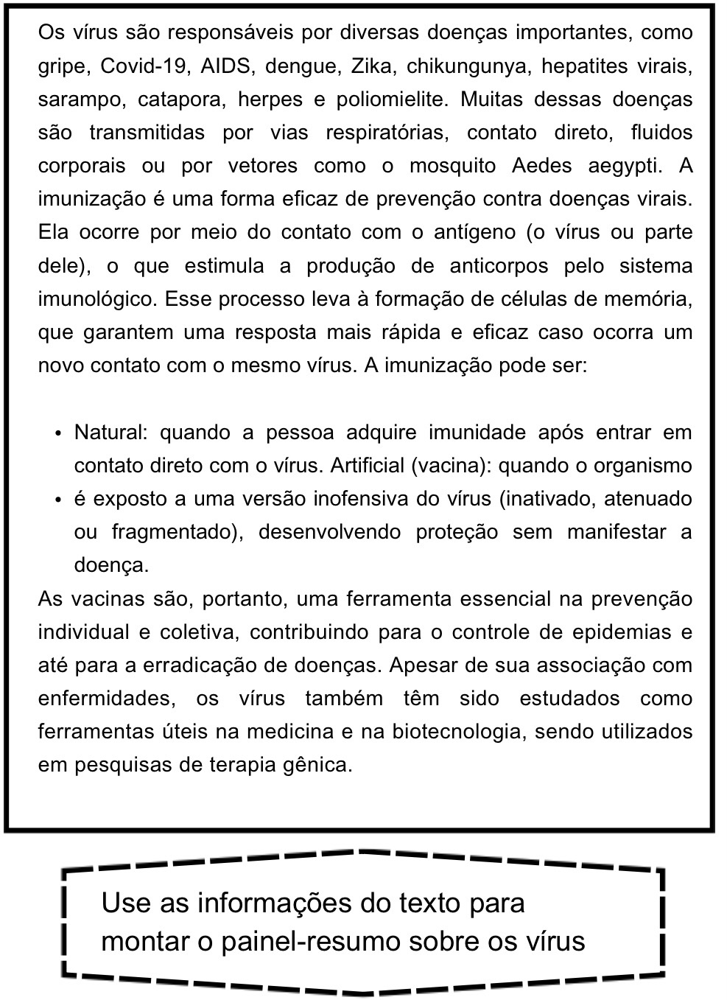 Os vírus são responsáveis por diversas doenças importantes, como
gripe, Covid-19, AIDS, dengue, Zika, chikungunya, hepatites virais,
sarampo, catapora, herpes e poliomielite. Muitas dessas doenças
são transmitidas por vias respiratórias, contato direto, fluidos
corporais ou por vetores como o mosquito Aedes aegypti. A
imunização é uma forma eficaz de prevenção contra doenças virais.
Ela ocorre por meio do contato com o antígeno (o vírus ou parte
dele), o que estimula a produção de anticorpos pelo sistema
imunológico. Esse processo leva à formação de células de memória,
que garantem uma resposta mais rápida e eficaz caso ocorra um
novo contato com o mesmo vírus. A imunização pode ser:
• Natural: quando a pessoa adquire imunidade após entrar em
contato direto com o vírus. Artificial (vacina): quando o organismo
• é exposto a uma versão inofensiva do vírus (inativado, atenuado
ou fragmentado), desenvolvendo proteção sem manifestar a
doença.
As vacinas são, portanto, uma ferramenta essencial na prevenção
individual e coletiva, contribuindo para o controle de epidemias e
até para a erradicação de doenças. Apesar de sua associação com
enfermidades, os vírus também têm sido estudados como
ferramentas úteis na medicina e na biotecnologia, sendo utilizados
em pesquisas de terapia gênica.
Use as informações do texto para
montar o painel-resumo sobre os vírus